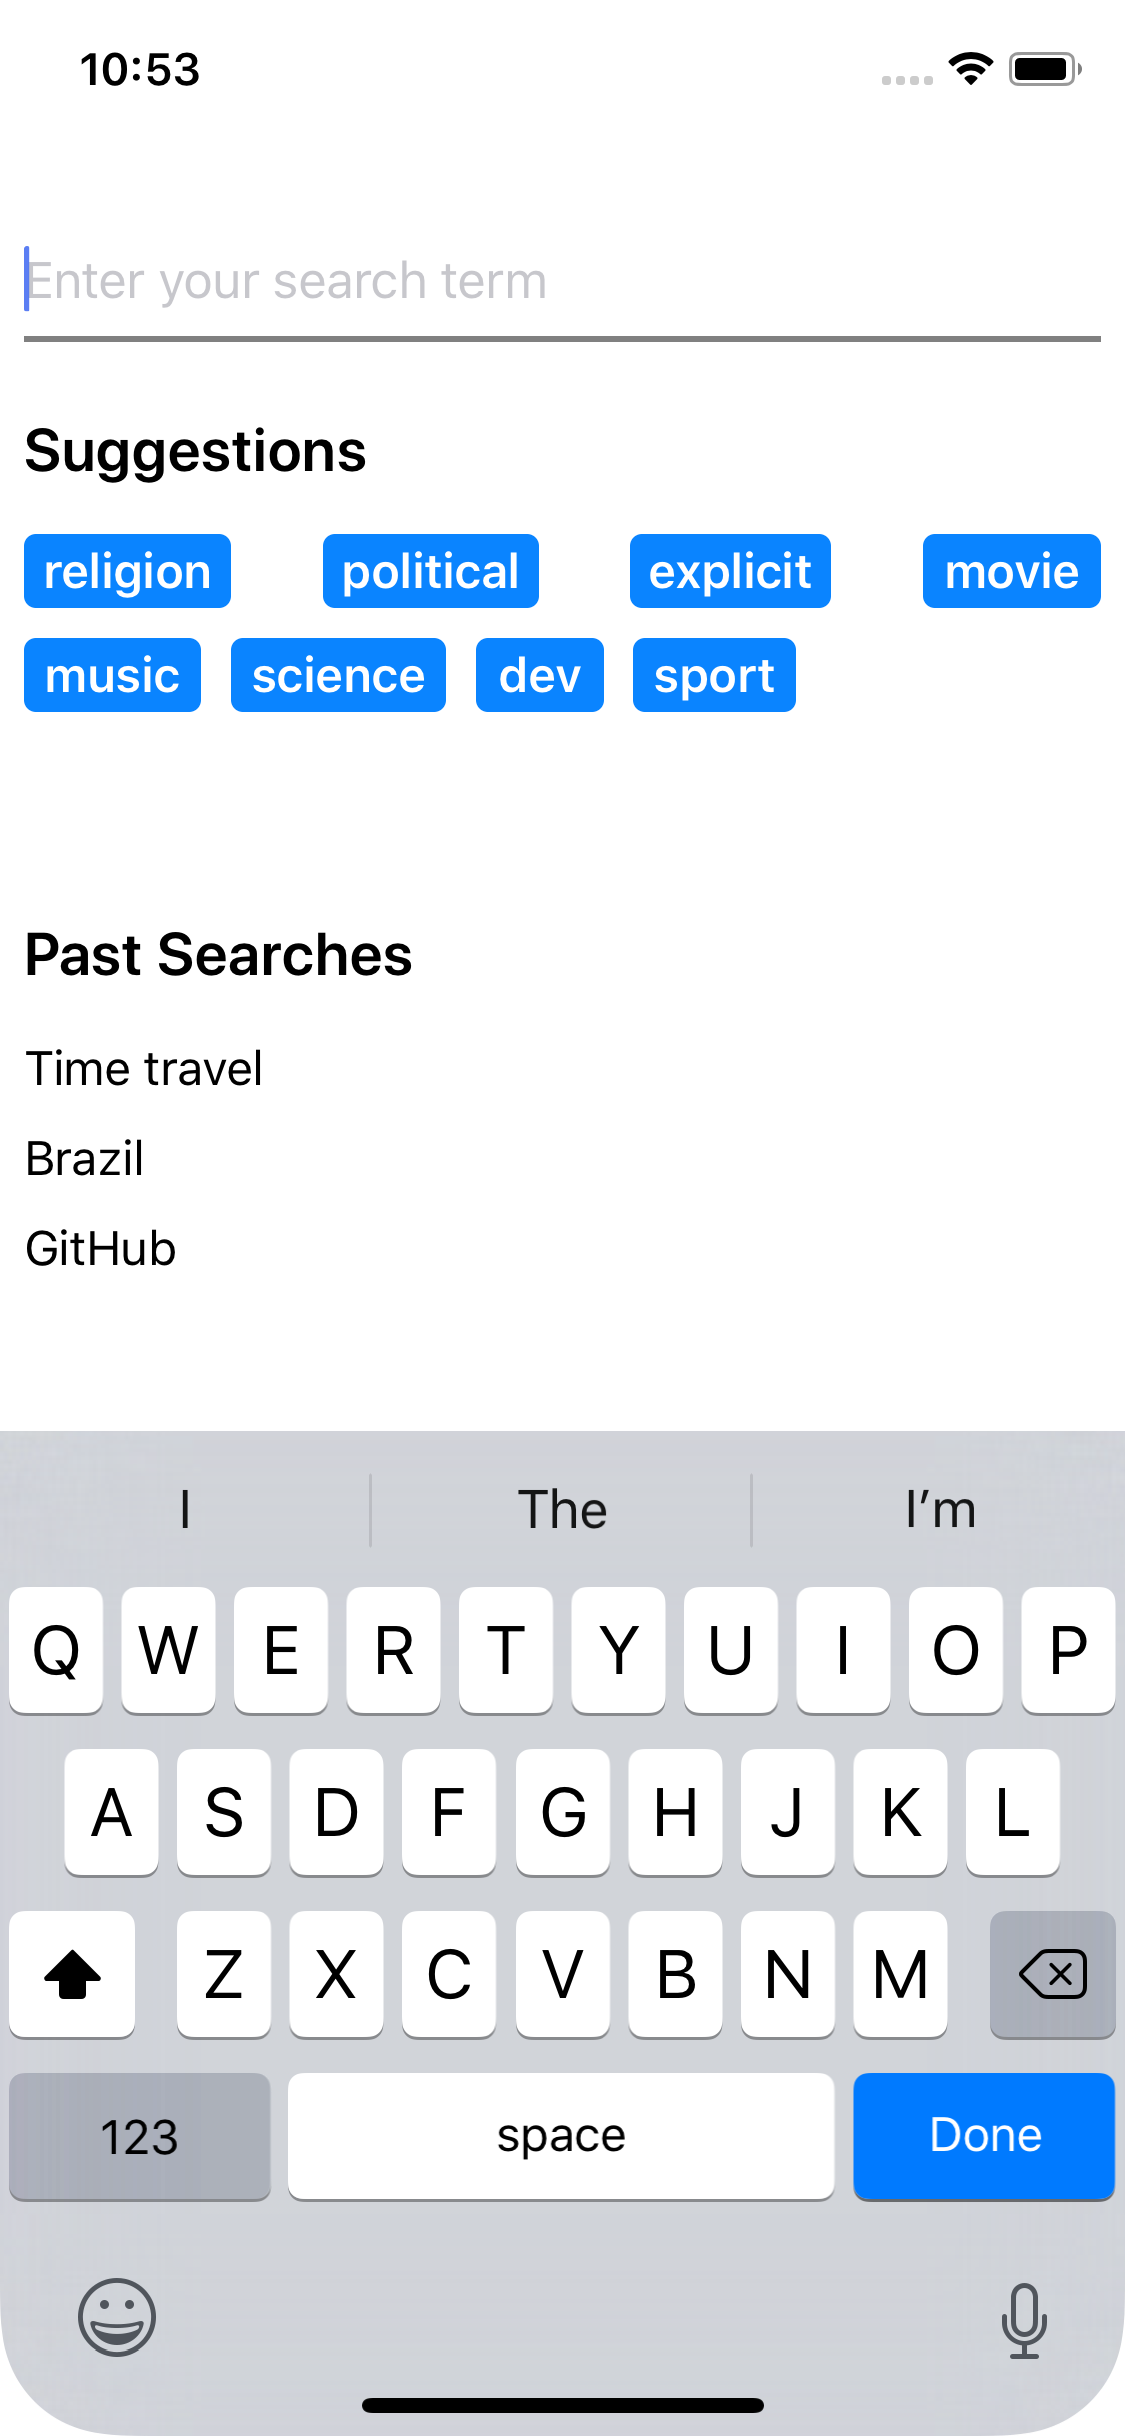 10:53
Enter your search term
Suggestions
religion political explicit movie
music science dev sport
Past Searches
Time travel
Brazil
GitHub
I The I’m
Q W E R T Y U I O P
A S D F G H J K L
Z X C V B N M
123 space Done